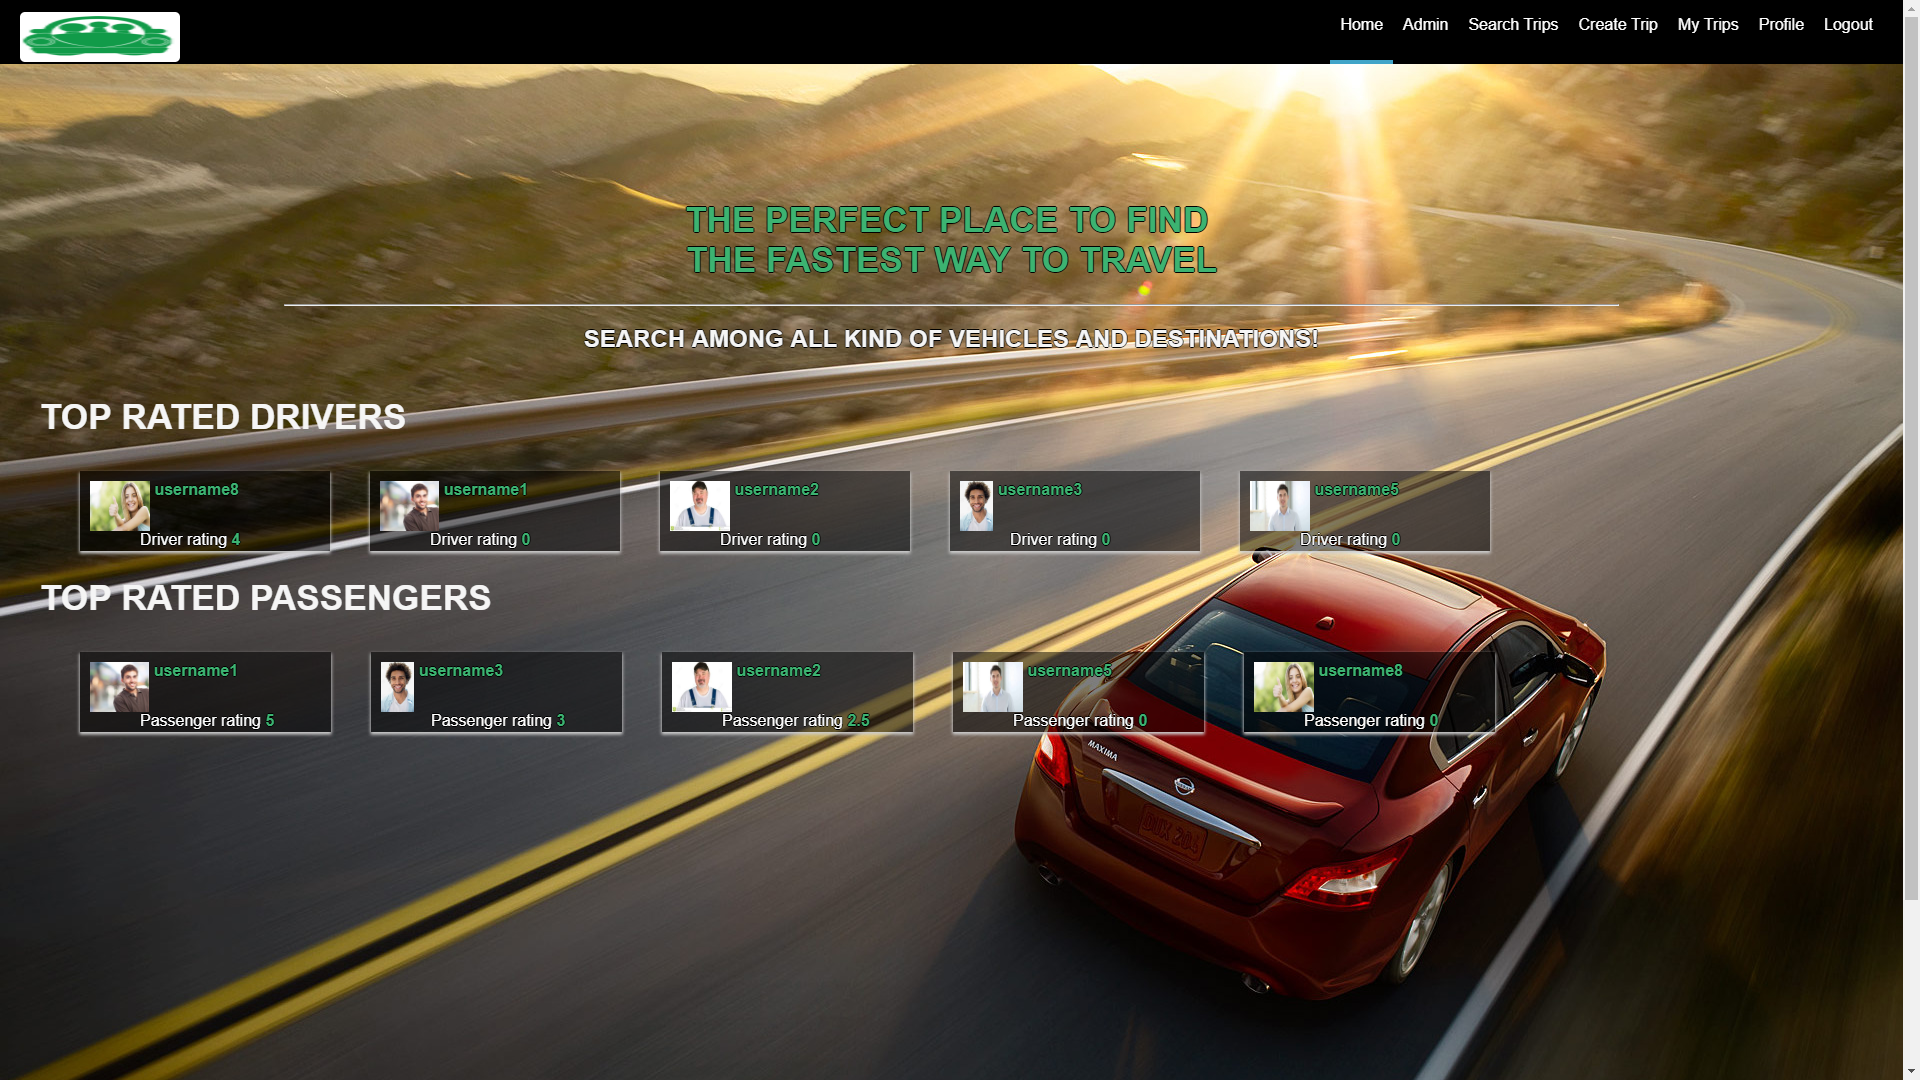 Home Admin Search Trips Create Trip My Trips Profile Logout
THE PERFECT PLACE TO FIND
THE FASTEST WAY TO TRAVEL
SEARCH AMONG ALL KIND OF VEHICLES AND DESTINATIONS!
TOP RATED DRIVERS
username8
Driver rating 4
username1
Driver rating 0
username2
Driver rating 0
username3
Driver rating 0
username5
Driver rating 0
TOP RATED PASSENGERS
username1
Passenger rating 5
username3
Passenger rating 3
username2
Passenger rating 2.5
username5
Passenger rating 0
username8
Passenger rating 0
MAXIMA